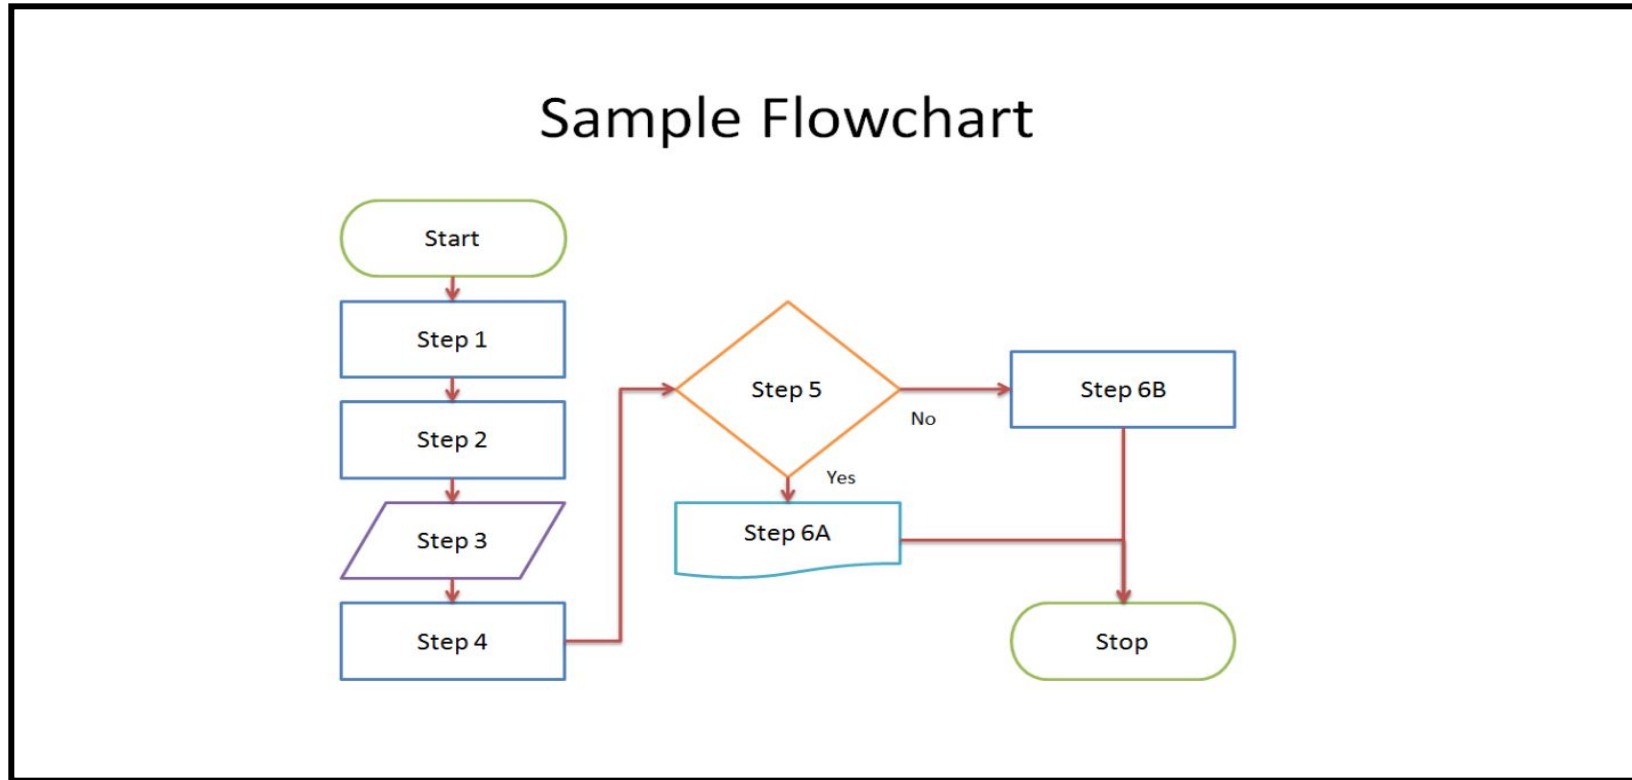 Sample Flowchart
Start
Step 1
Step 2
Step 3
Step 4
Step 5
No
Yes
Step 6A
Step 6B
Stop